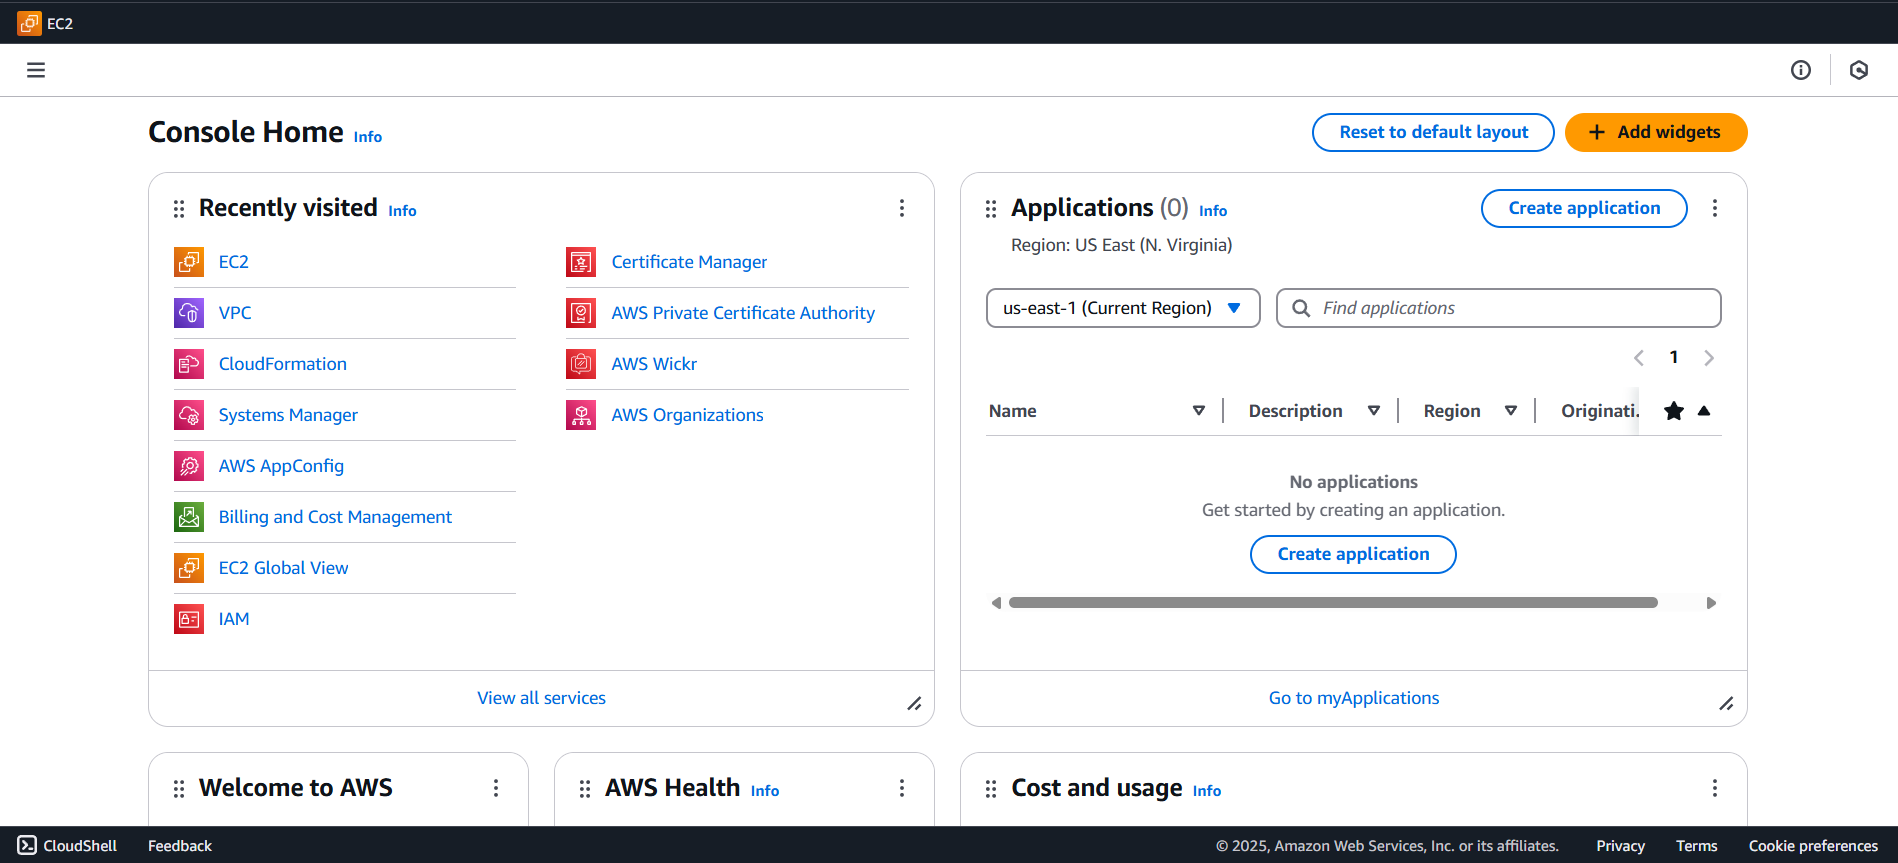 EC2
Console Home Info
Reset to default layout
Add widgets
Recently visited Info
EC2
VPC
CloudFormation
Systems Manager
AWS AppConfig
Billing and Cost Management
EC2 Global View
IAM
Certificate Manager
AWS Private Certificate Authority
AWS Wickr
AWS Organizations
View all services
Applications (0) Info
Create application
Region: US East (N. Virginia)
us-east-1 (Current Region)
Find applications
1
Name Description Region Originati.
No applications
Get started by creating an application.
Create application
Go to myApplications
Welcome to AWS
AWS Health Info
Cost and usage Info
CloudShell Feedback
© 2025, Amazon Web Services, Inc. or its affiliates. Privacy Terms Cookie preferences